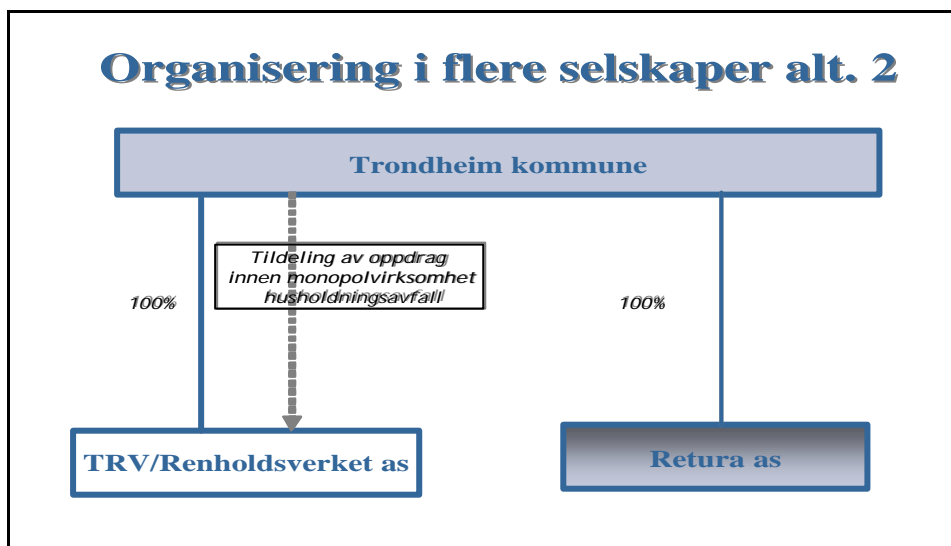 Organisering i flere selskaper alt. 2
Trondheim kommune
Tildeling av oppdrag
innen monopolvirksomhet
husholdningsavfall
100%
100%
TRV/Renholdsverket as
Retura as